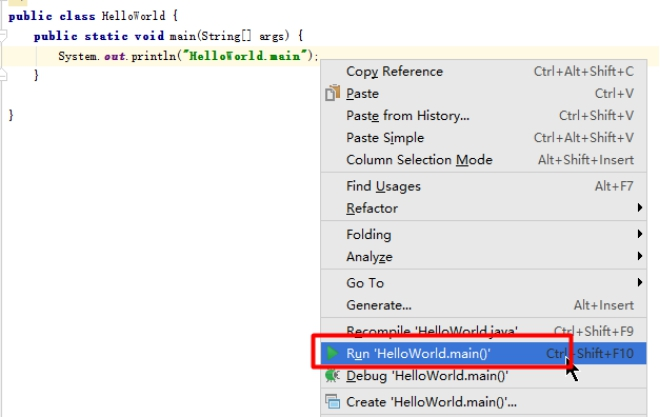 public class HelloWorld {
public static void main(String[] args) {
System.out.println("HelloWorld.main");
}
}
Copy Reference Ctrl+Alt+Shift+C
Paste Ctrl+V
Paste from History... Ctrl+Shift+V
Paste Simple Ctrl+Alt+Shift+V
Column Selection Mode Alt+Shift+Insert
Find Usages Alt+F7
Refactor
Folding
Analyze
Go To
Generate... Alt+Insert
Recompile 'HelloWorld.java' Ctrl+Shift+F9
Run 'HelloWorld.main()' Ctrl+Shift+F10
Debug 'HelloWorld.main()'
Create 'HelloWorld.main()'...